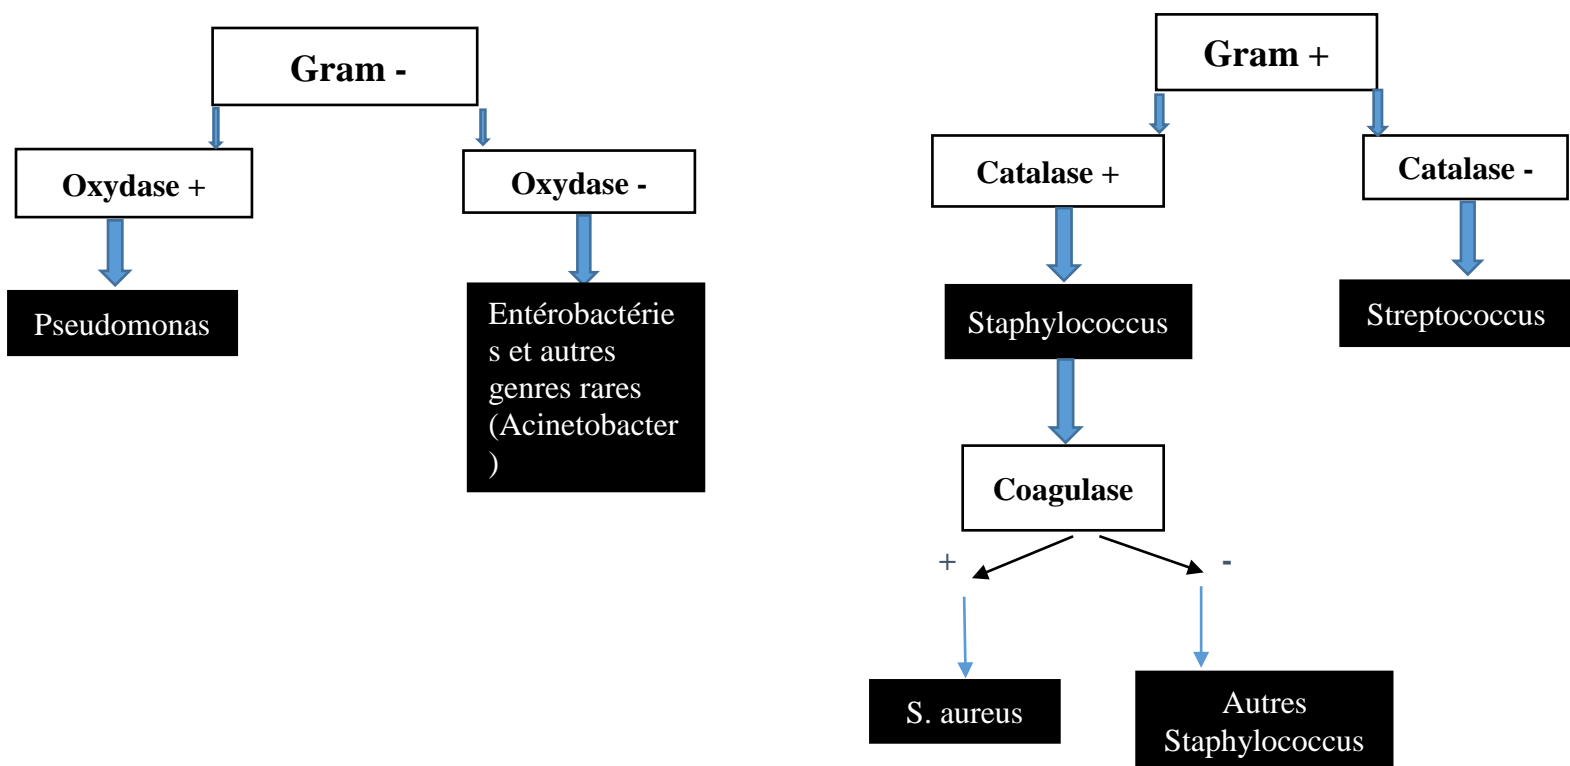 Gram -
Oxydase +
Oxydase -
Pseudomonas
Entérobactérie
s et autres
genres rares
(Acinetobacter
)
Gram +
Catalase +
Catalase -
Staphylococcus
Streptococcus
Coagulase
+
-
S. aureus
Autres
Staphylococcus